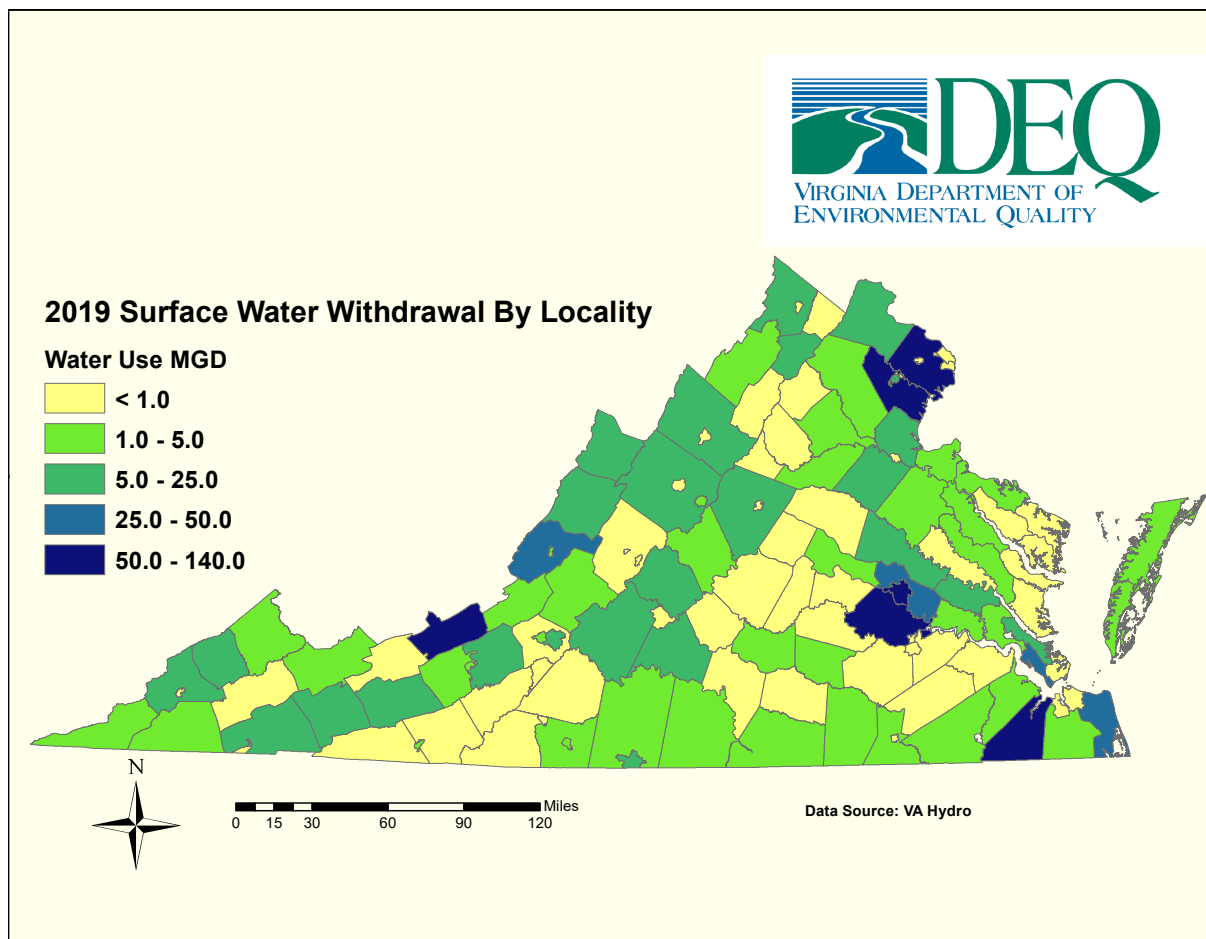 DEQ
VIRGINIA DEPARTMENT OF
ENVIRONMENTAL QUALITY
2019 Surface Water Withdrawal By Locality
Water Use MGD
< 1.0
1.0 - 5.0
5.0 - 25.0
25.0 - 50.0
50.0 - 140.0
N
Miles
0 15 30 60 90 120
Data Source: VA Hydro